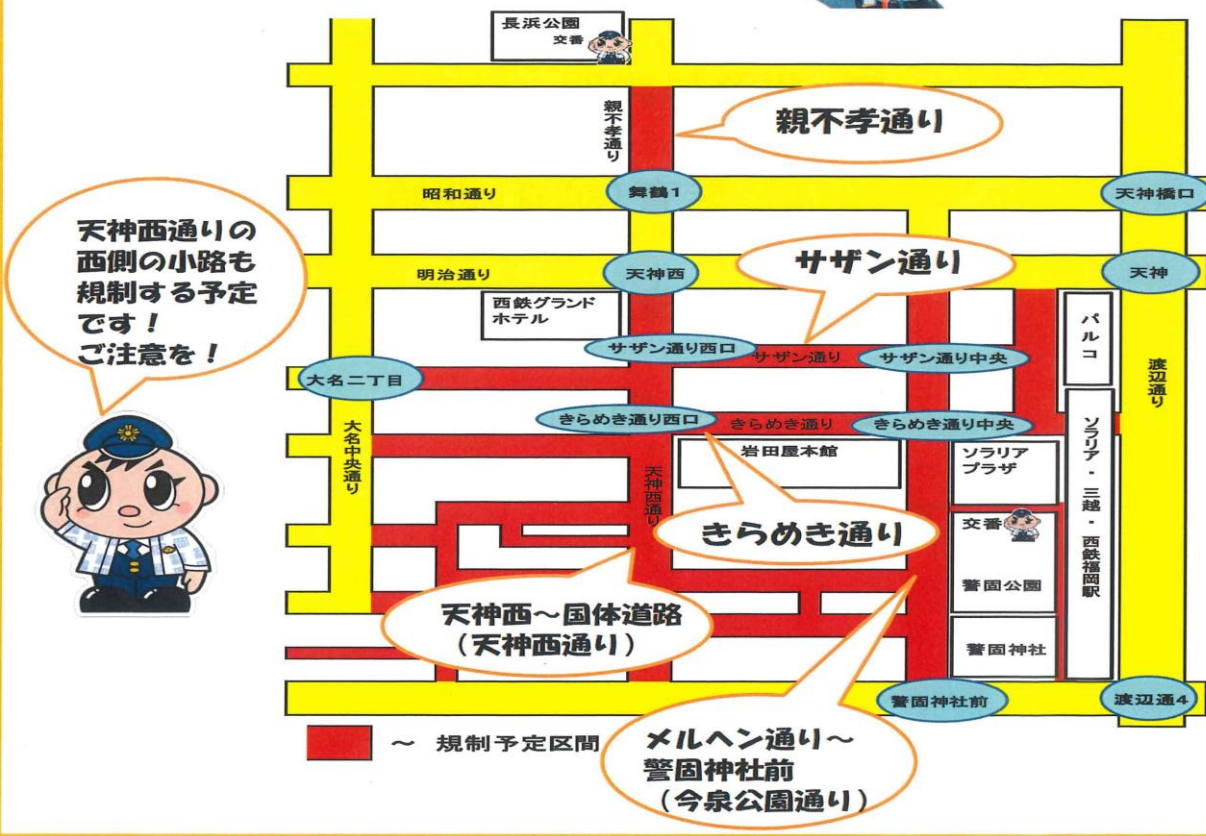 長浜公園
交番
親不孝通り
親不孝通り
昭和通り
舞鶴1
天神橋口
天神西通りの
西側の小路も
規制する予定
です！
ご注意を！
明治通り
天神西
サザン通り
天神
西鉄グランド
ホテル
パルコ
サザン通り西口
サザン通り
サザン通り中央
渡辺通り
大名二丁目
きらめき通り西口
きらめき通り
きらめき通り中央
大名中央通り
岩田屋本館
ソラリア
プラザ
ソラリア・三越・西鉄福岡駅
天神西通り
きらめき通り
交番
警固公園
天神西～国体道路
（天神西通り）
警固神社
警固神社前
渡辺通4
～ 規制予定区間
メルヘン通り～
警固神社前
（今泉公園通り）